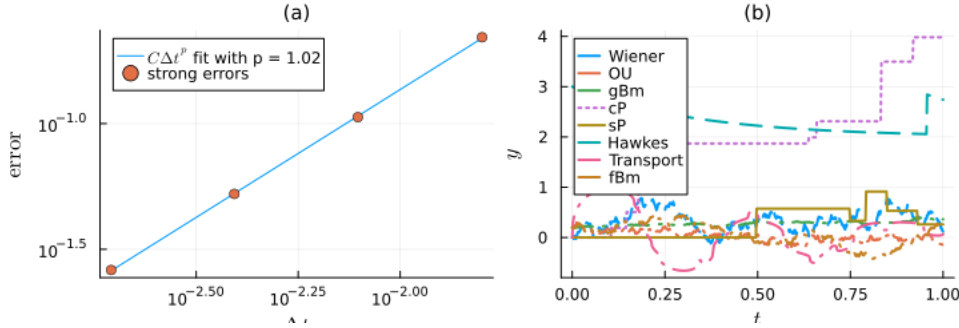 (a)
CΔt^p fit with p = 1.02
strong errors
error
10^−1.0
10^−1.5
10^−2.50
10^−2.25
10^−2.00
Δt
(b)
Wiener
OU
gBm
cP
sP
Hawkes
Transport
fBm
y
4
3
2
1
0
0.00
0.25
0.50
0.75
1.00
t